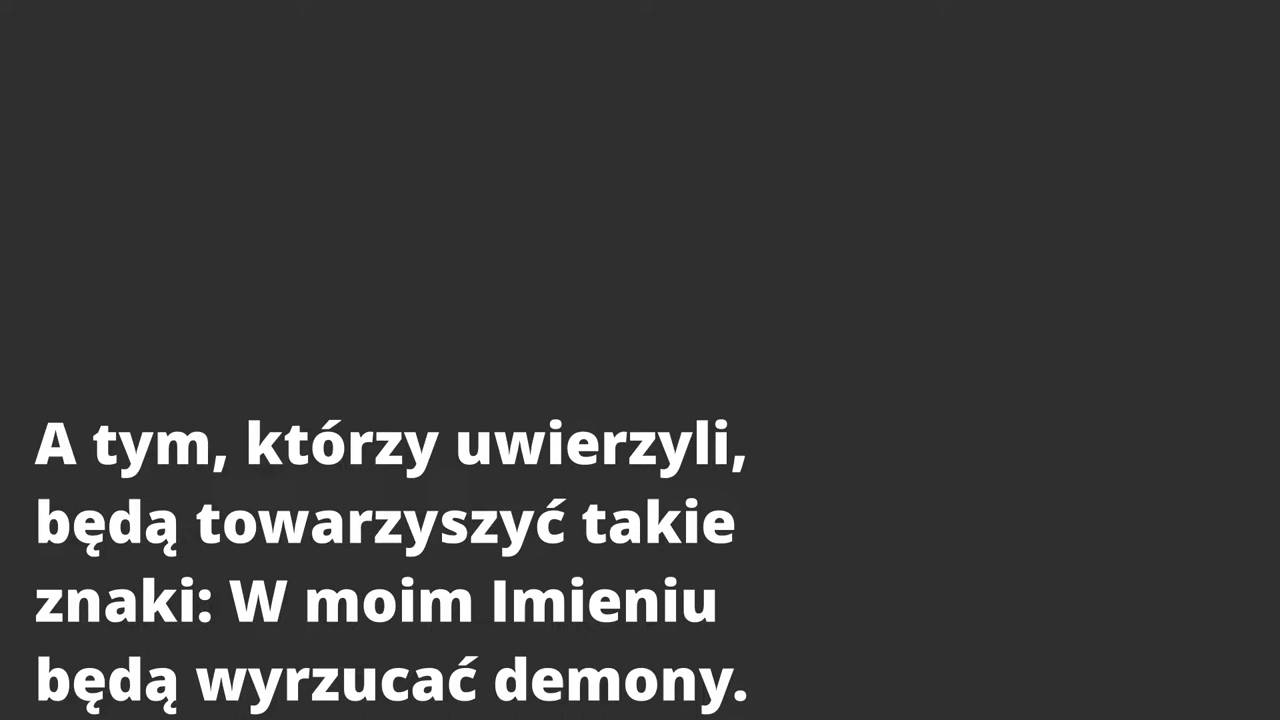 A tym, którzy uwierzyli,
będą towarzyszyć takie
znaki: W moim Imieniu
będą wyrzucać demony.